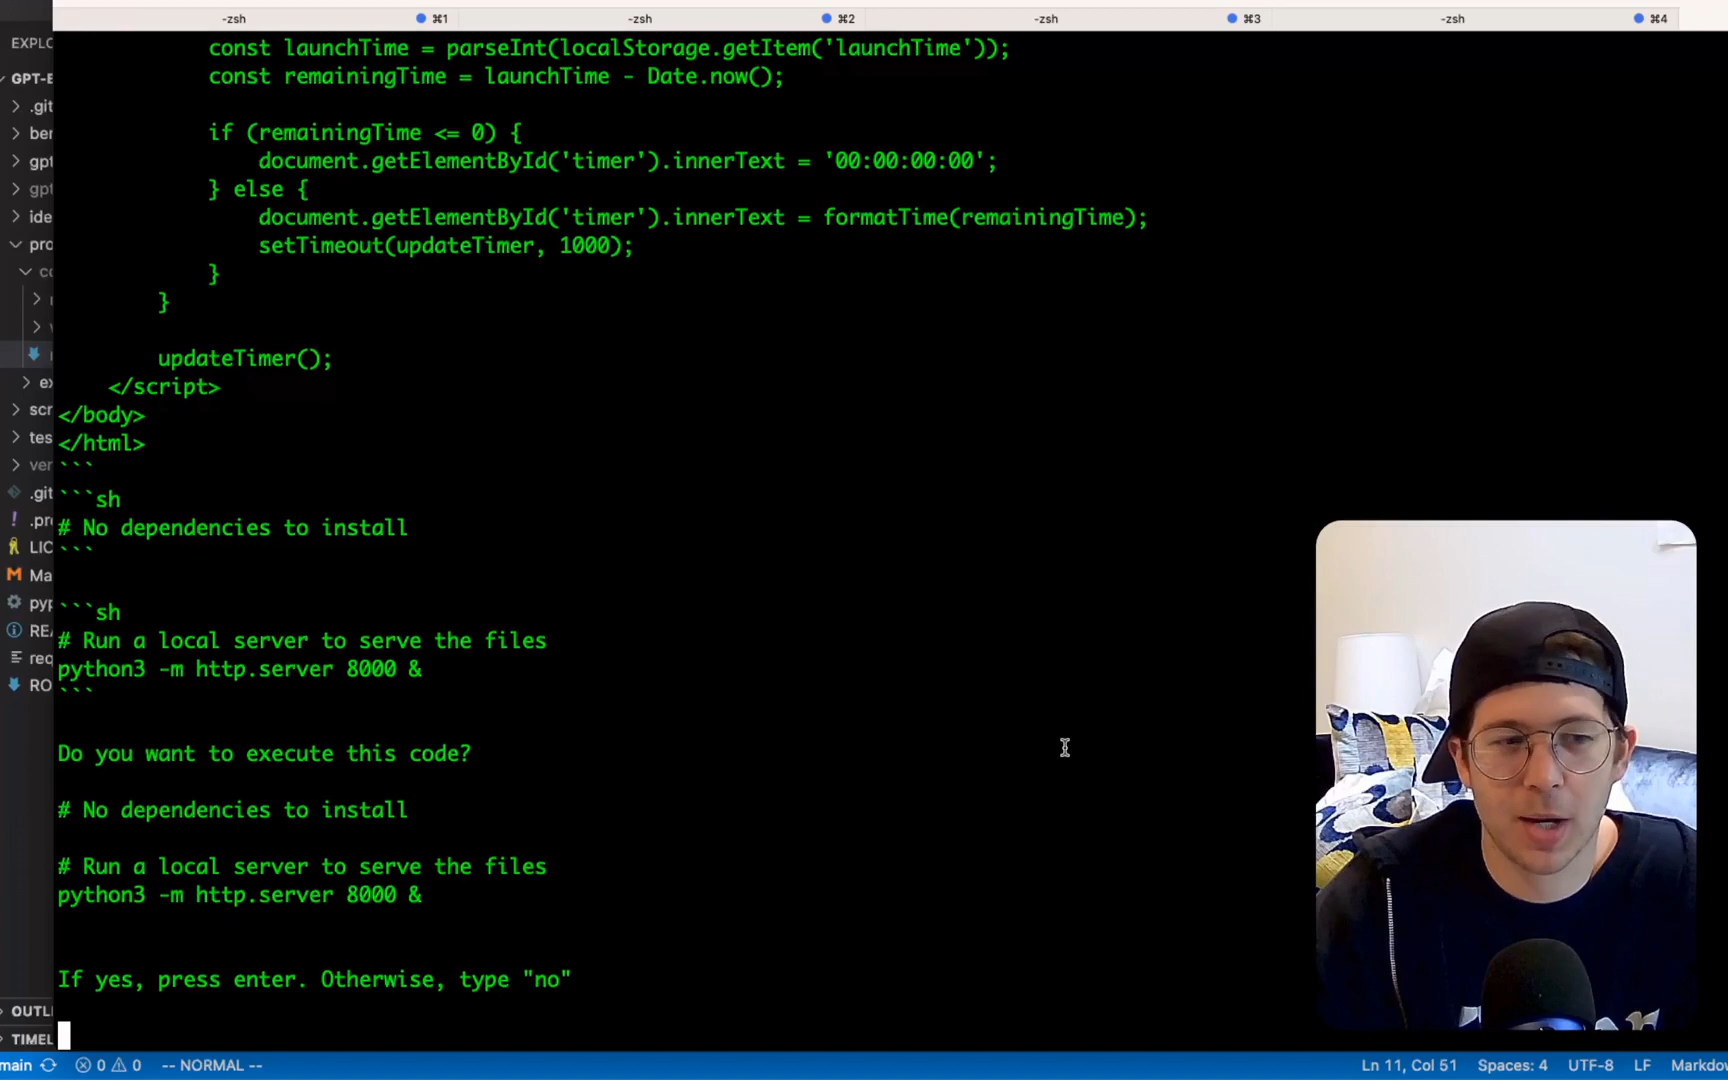 -zsh
⌘1
-zsh
⌘2
-zsh
⌘3
-zsh
⌘4
EXPLO
GPT-E
.git
ber
gpt
gpt
ide
pro
scr
tes
ver
.git
.pre
LIC
Ma
pyp
REA
req
RO
OUTLI
TIMEL
const launchTime = parseInt(localStorage.getItem('launchTime'));
const remainingTime = launchTime - Date.now();
if (remainingTime <= 0) {
document.getElementById('timer').innerText = '00:00:00:00';
} else {
document.getElementById('timer').innerText = formatTime(remainingTime);
setTimeout(updateTimer, 1000);
}
}
updateTimer();
</script>
</body>
</html>
```
```sh
# No dependencies to install
```
```sh
# Run a local server to serve the files
python3 -m http.server 8000 &
```
Do you want to execute this code?
# No dependencies to install
# Run a local server to serve the files
python3 -m http.server 8000 &
If yes, press enter. Otherwise, type "no"
main
0
0
-- NORMAL --
Ln 11, Col 51
Spaces: 4
UTF-8
LF
Markdow